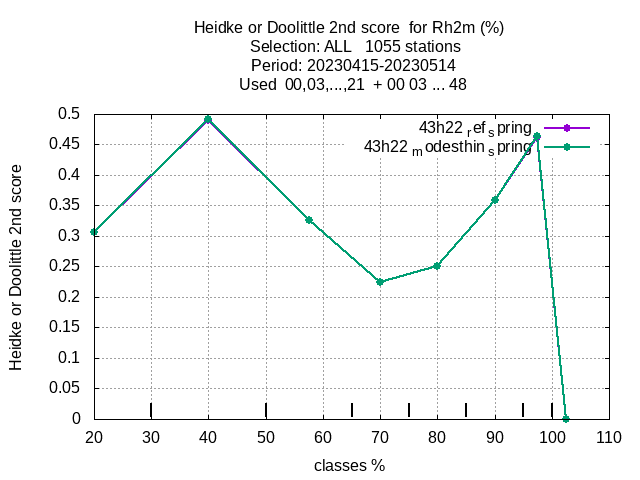 Heidke or Doolittle 2nd score  for Rh2m (%)
Selection: ALL   1055 stations
Period: 20230415-20230514
Used  00,03,...,21  + 00 03 ... 48
43h22 ref spring
43h22 modesthin spring
Heidke or Doolittle 2nd score
0.5
0.45
0.4
0.35
0.3
0.25
0.2
0.15
0.1
0.05
0
20 30 40 50 60 70 80 90 100 110
classes %